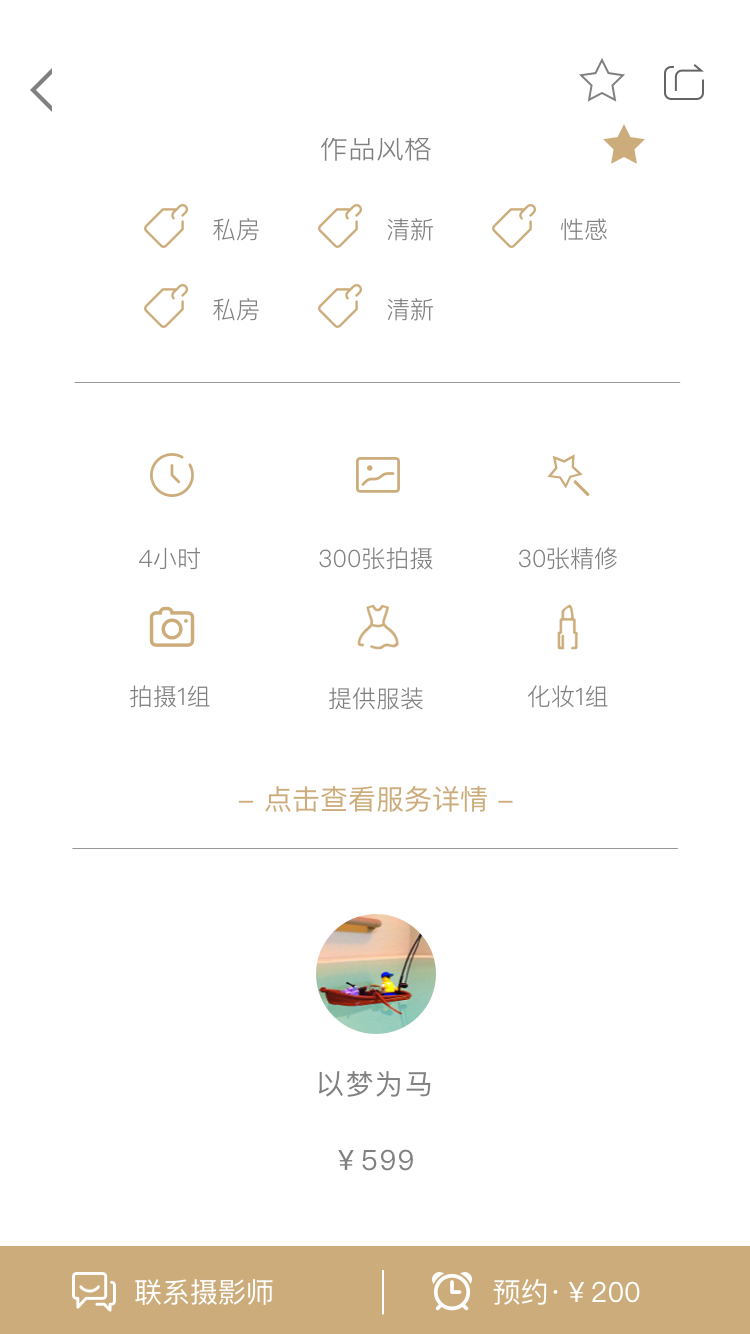 作品风格
私房 清新 性感
私房 清新
4小时 300张拍摄 30张精修
拍摄1组 提供服装 化妆1组
– 点击查看服务详情 –
以梦为马
¥ 599
联系摄影师 预约· ¥ 200